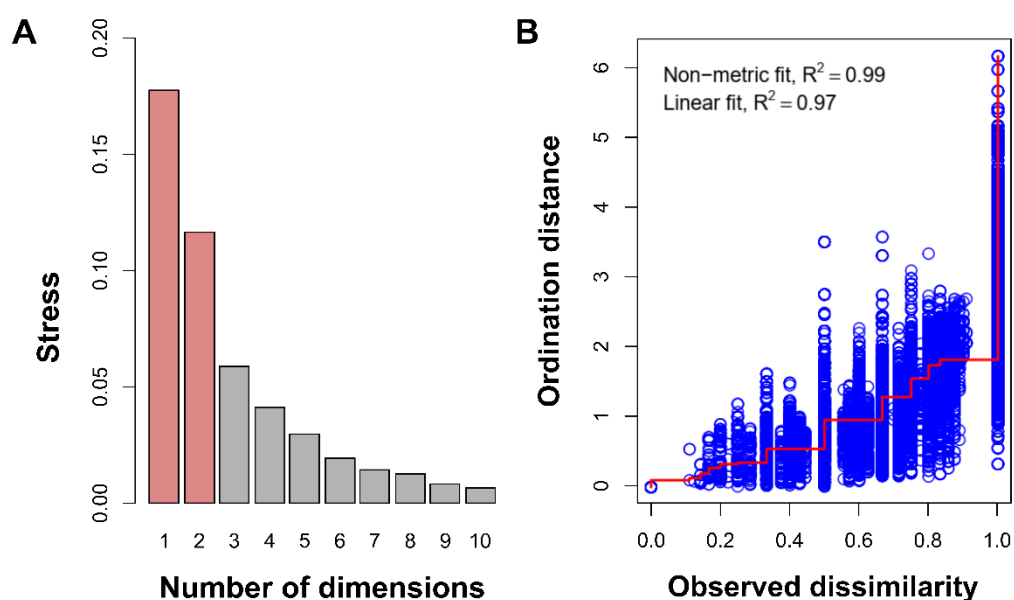 A
Stress
0.20
0.15
0.10
0.05
0.00
1 2 3 4 5 6 7 8 9 10
Number of dimensions
B
Ordination distance
6
5
4
3
2
1
0
Non−metric fit, R² = 0.99
Linear fit, R² = 0.97
0.0 0.2 0.4 0.6 0.8 1.0
Observed dissimilarity